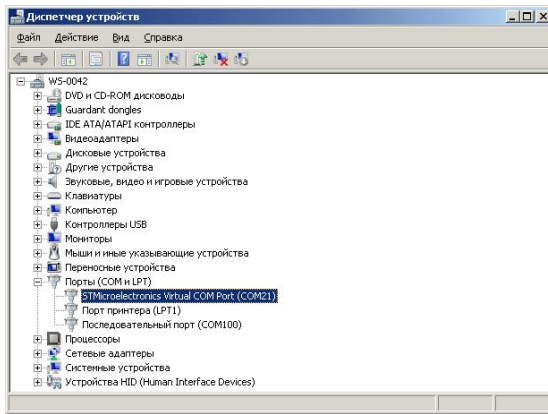 Диспетчер устройств
Файл Действие Вид Справка
WS-0042
DVD и CD-ROM дисководы
Guardant dongles
IDE ATA/ATAPI контроллеры
Видеоадаптеры
Дисковые устройства
Другие устройства
Звуковые, видео и игровые устройства
Клавиатуры
Компьютер
Контроллеры USB
Мониторы
Мыши и иные указывающие устройства
Переносные устройства
Порты (COM и LPT)
STMicroelectronics Virtual COM Port (COM21)
Порт принтера (LPT1)
Последовательный порт (COM100)
Процессоры
Сетевые адаптеры
Системные устройства
Устройства HID (Human Interface Devices)